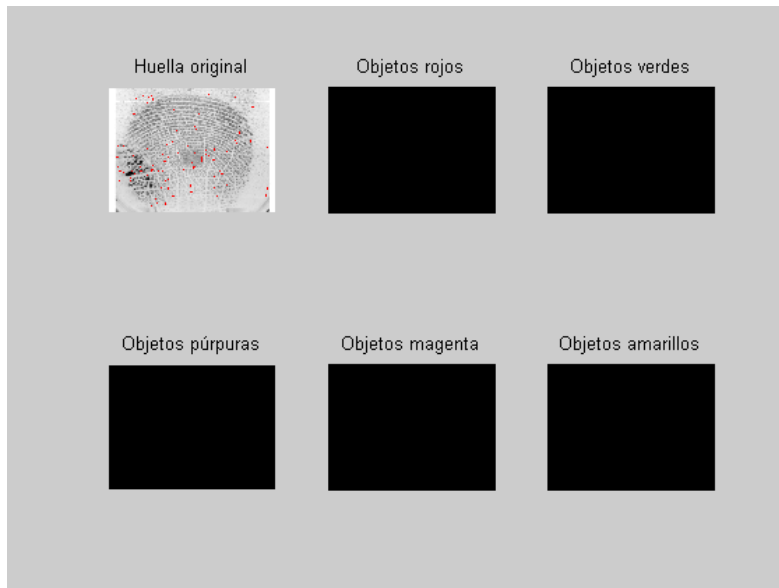 Huella original
Objetos rojos
Objetos verdes
Objetos púrpuras
Objetos magenta
Objetos amarillos